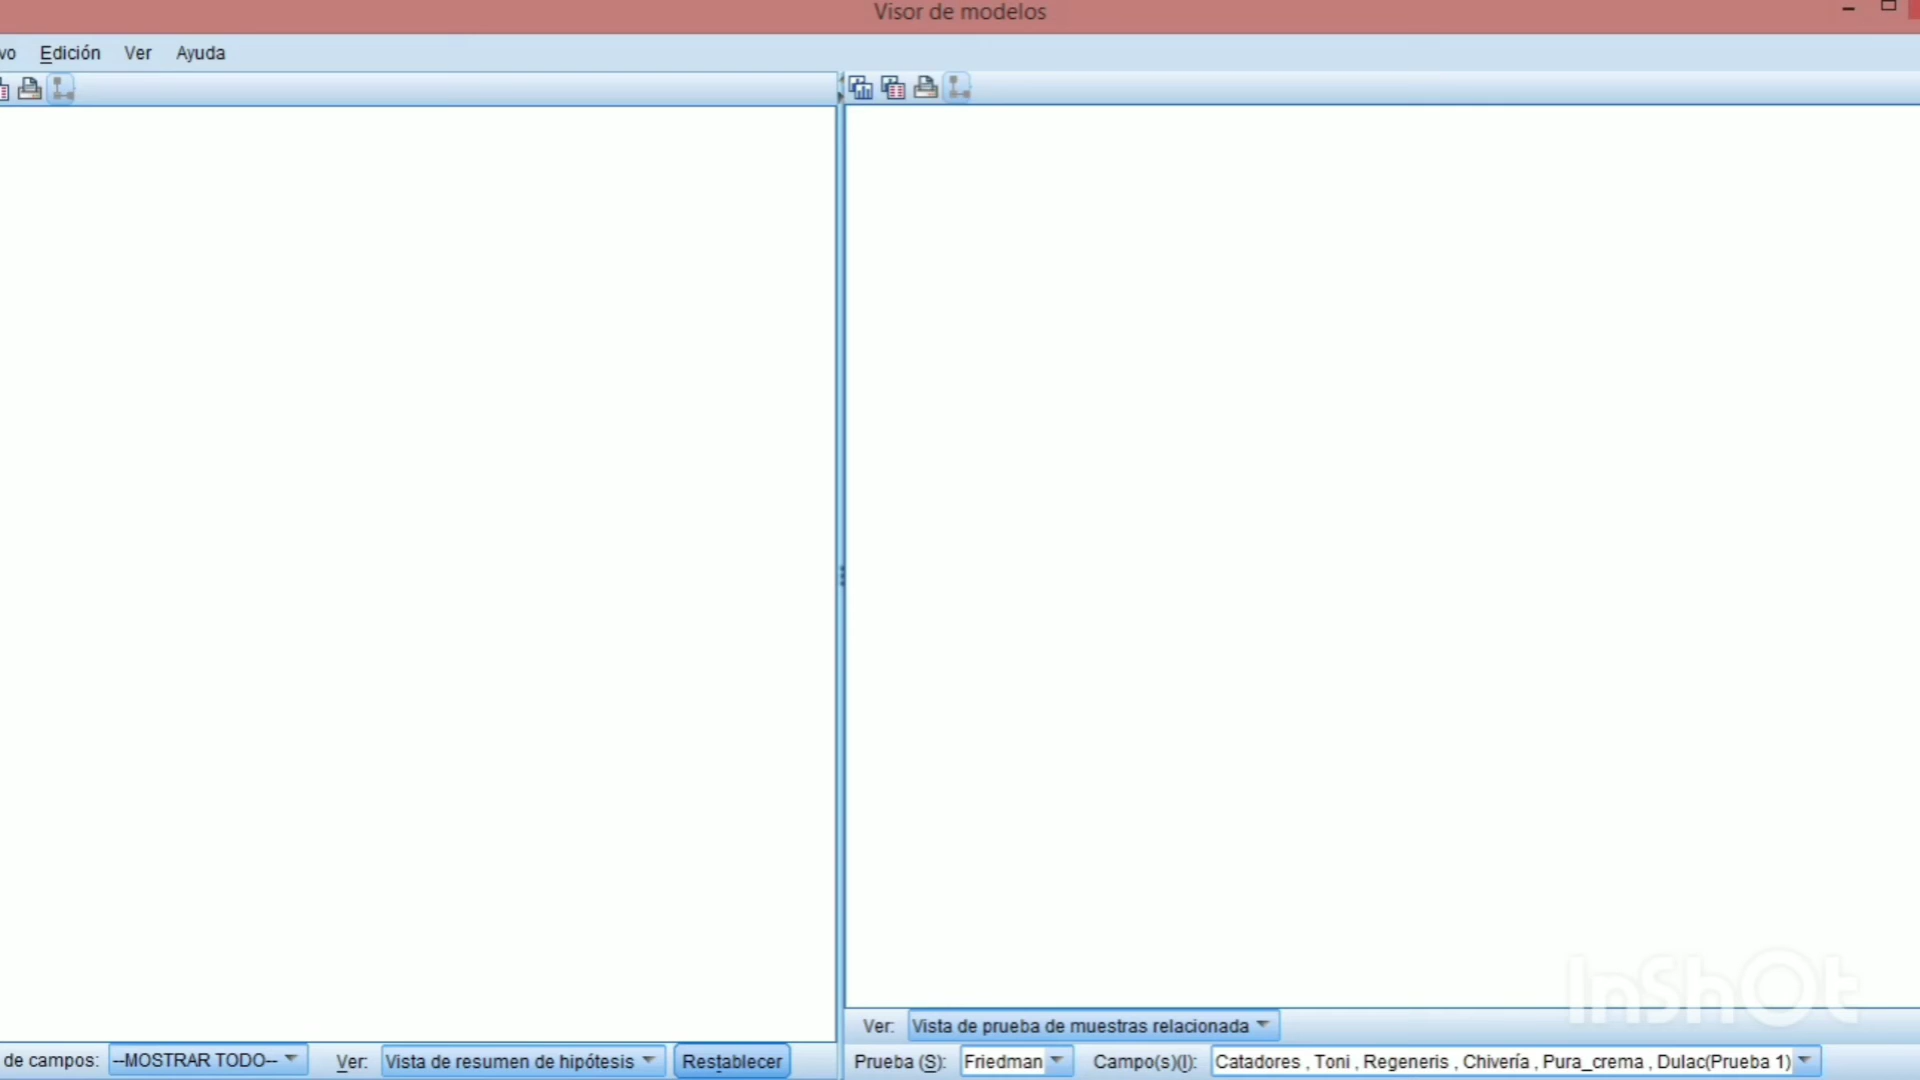 Visor de modelos
vo Edición Ver Ayuda
Ver: Vista de prueba de muestras relacionada
de campos: --MOSTRAR TODO-- Ver: Vista de resumen de hipótesis Restablecer
Prueba (S): Friedman Campo(s)(I): Catadores , Toni , Regeneris , Chivería , Pura_crema , Dulac(Prueba 1)
InShOt